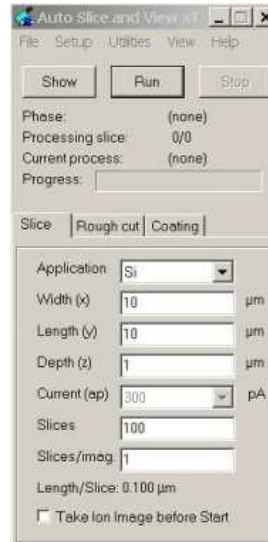 Auto Slice and View x1
File Setup Utilities View Help
Show Run Stop
Phase: (none)
Processing slice: 0/0
Current process: (none)
Progress:
Slice Rough cut Coating
Application Si
Width (x) 10 µm
Length (y) 10 µm
Depth (z) 1 µm
Current (ap) 300 pA
Slices 100
Slices/imag. 1
Length/Slice: 0.100 µm
Take Ion Image before Start